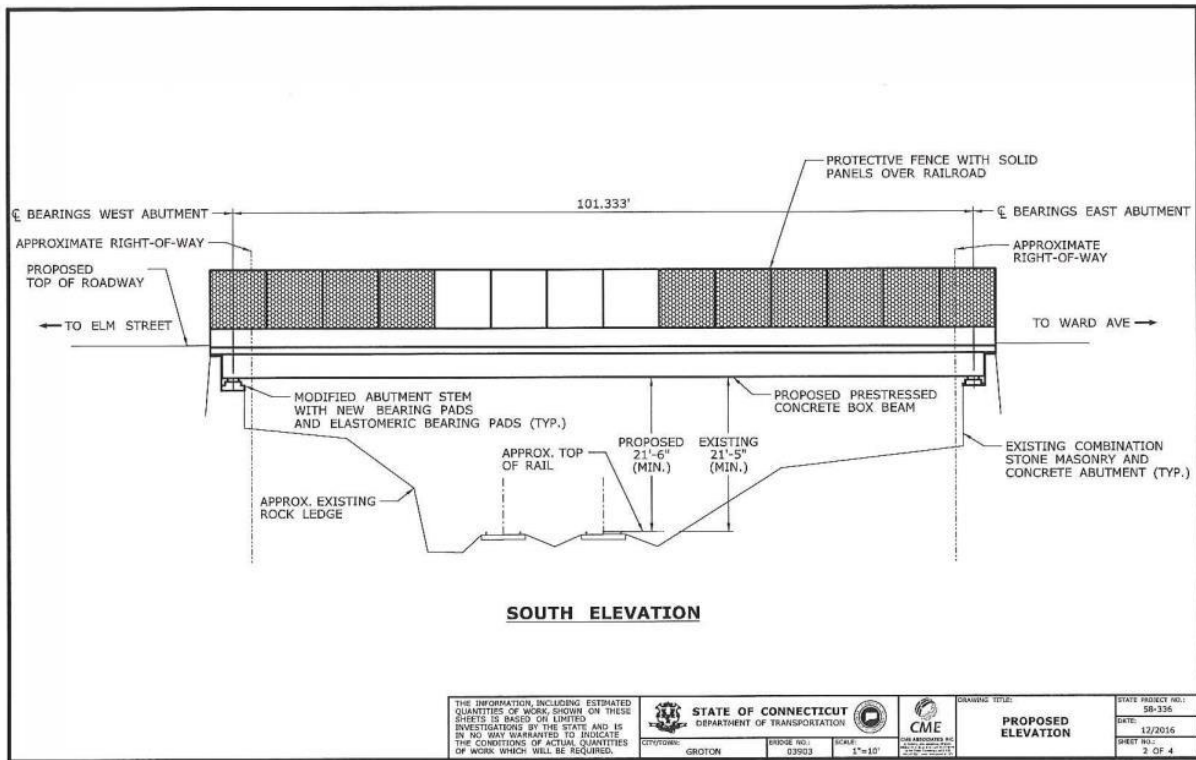 PROTECTIVE FENCE WITH SOLID
PANELS OVER RAILROAD
101.333'
℄ BEARINGS WEST ABUTMENT
℄ BEARINGS EAST ABUTMENT
APPROXIMATE RIGHT-OF-WAY
APPROXIMATE
RIGHT-OF-WAY
PROPOSED
TOP OF ROADWAY
TO ELM STREET
TO WARD AVE
MODIFIED ABUTMENT STEM
WITH NEW BEARING PADS
AND ELASTOMERIC BEARING PADS (TYP.)
PROPOSED PRESTRESSED
CONCRETE BOX BEAM
PROPOSED
21'-6"
(MIN.)
EXISTING
21'-5"
(MIN.)
APPROX. TOP
OF RAIL
EXISTING COMBINATION
STONE MASONRY AND
CONCRETE ABUTMENT (TYP.)
APPROX. EXISTING
ROCK LEDGE
SOUTH ELEVATION
THE INFORMATION, INCLUDING ESTIMATED
QUANTITIES OF WORK, SHOWN ON THESE
SHEETS IS BASED ON LIMITED
INVESTIGATIONS BY THE STATE AND IS
IN NO WAY WARRANTED TO INDICATE
THE CONDITIONS OF ACTUAL QUANTITIES
OF WORK WHICH WILL BE REQUIRED.
STATE OF CONNECTICUT
DEPARTMENT OF TRANSPORTATION
CITY/TOWN:
GROTON
BRIDGE NO.:
03903
SCALE:
1"=10'
CME
CME ASSOCIATES INC.
DRAWING TITLE:
PROPOSED
ELEVATION
STATE PROJECT NO.:
58-336
DATE:
12/2016
SHEET NO.:
2 OF 4